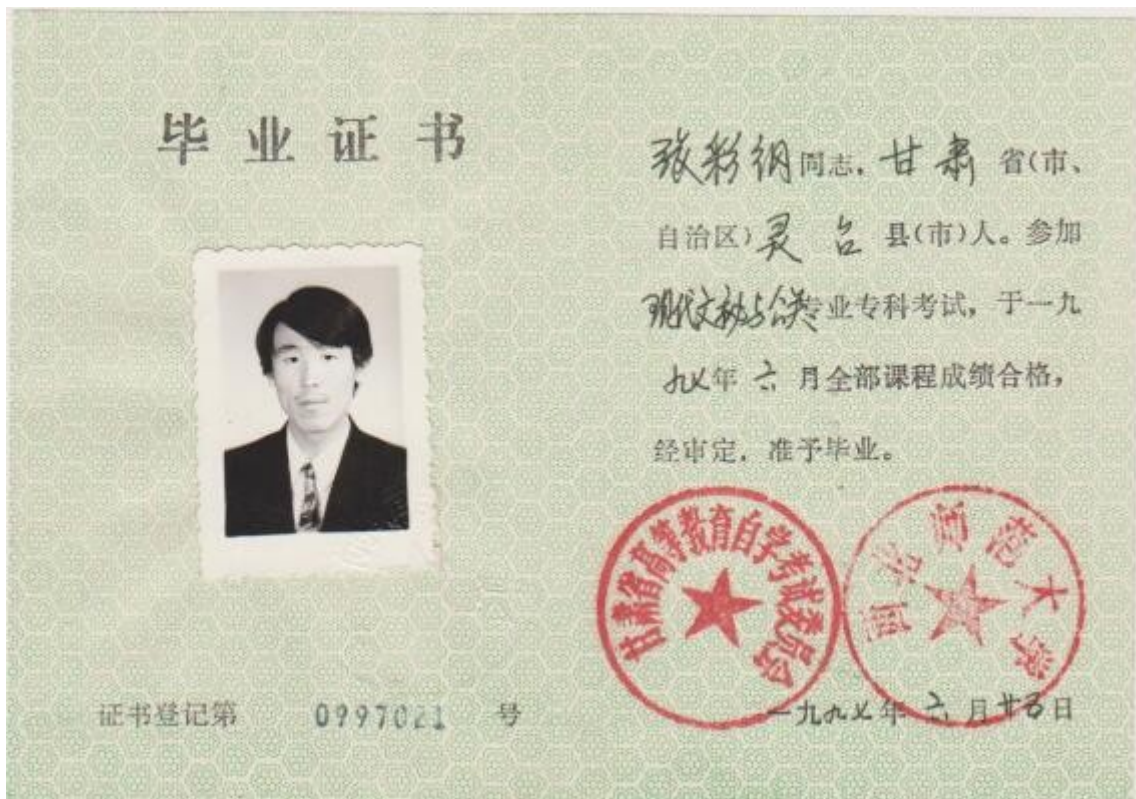 毕业证书
张彩纲同志，甘肃省(市、
自治区)灵台县(市)人。参加
现代文秘与公关专业专科考试，于一九
九七年六月全部课程成绩合格，
经审定，准予毕业。
甘肃省高等教育自学考试委员会
西北师范大学
一九九七年六月廿五日
证书登记第 0997021 号